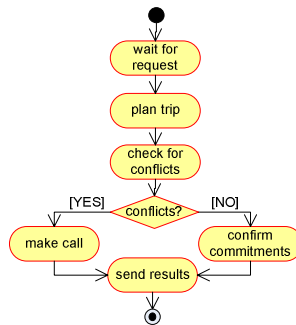 wait for
request
plan trip
check for
conflicts
[YES]
conflicts?
[NO]
make call
confirm
commitments
send results